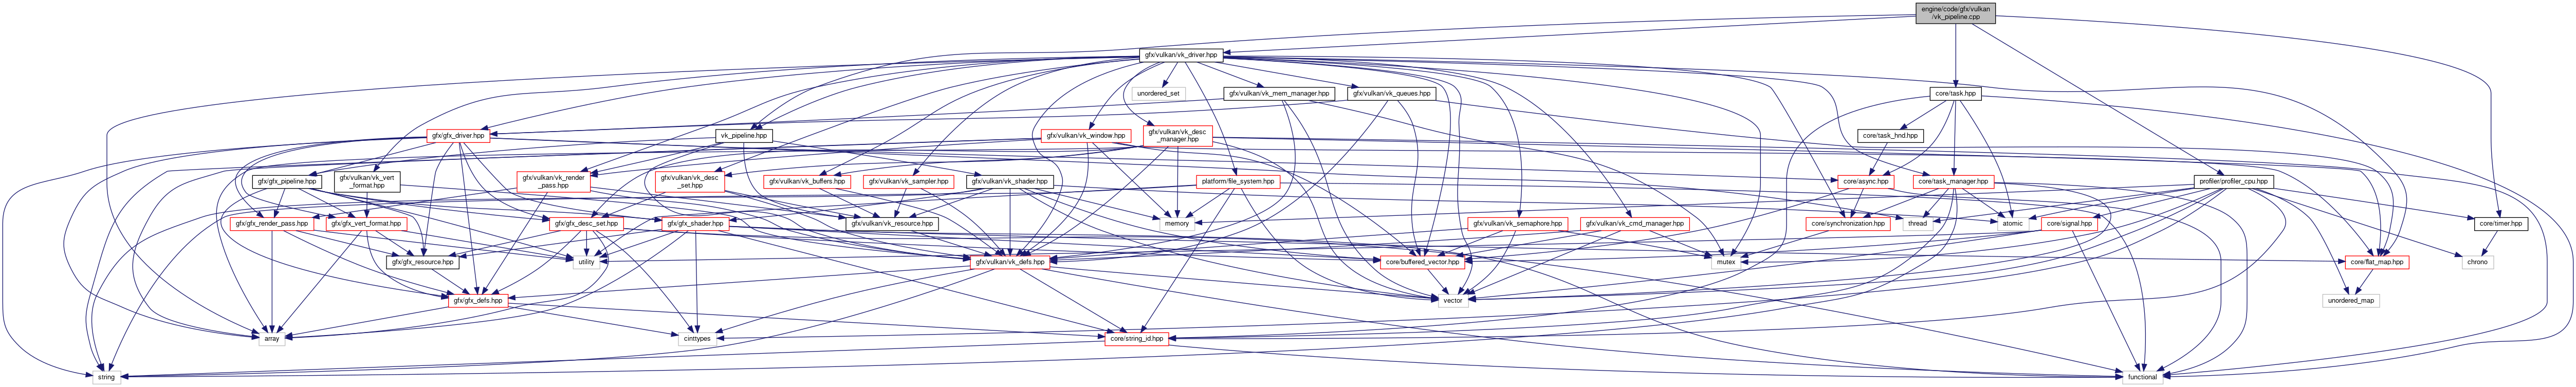 engine/code/gfx/vulkan
/vk_pipeline.cpp
gfx/vulkan/vk_driver.hpp
unordered_set
gfx/vulkan/vk_mem_manager.hpp
gfx/vulkan/vk_queues.hpp
core/task.hpp
gfx/gfx_driver.hpp
vk_pipeline.hpp
gfx/vulkan/vk_window.hpp
gfx/vulkan/vk_desc
_manager.hpp
core/task_hnd.hpp
gfx/gfx_pipeline.hpp
gfx/vulkan/vk_vert
_format.hpp
gfx/vulkan/vk_render
_pass.hpp
gfx/vulkan/vk_desc
_set.hpp
gfx/vulkan/vk_buffers.hpp
gfx/vulkan/vk_sampler.hpp
gfx/vulkan/vk_shader.hpp
platform/file_system.hpp
core/async.hpp
core/task_manager.hpp
profiler/profiler_cpu.hpp
gfx/gfx_render_pass.hpp
gfx/gfx_vert_format.hpp
gfx/gfx_desc_set.hpp
gfx/gfx_shader.hpp
gfx/vulkan/vk_resource.hpp
memory
gfx/vulkan/vk_semaphore.hpp
gfx/vulkan/vk_cmd_manager.hpp
core/synchronization.hpp
thread
atomic
core/signal.hpp
core/timer.hpp
gfx/gfx_resource.hpp
utility
gfx/vulkan/vk_defs.hpp
core/buffered_vector.hpp
mutex
core/flat_map.hpp
chrono
gfx/gfx_defs.hpp
vector
unordered_map
array
cinttypes
core/string_id.hpp
string
functional